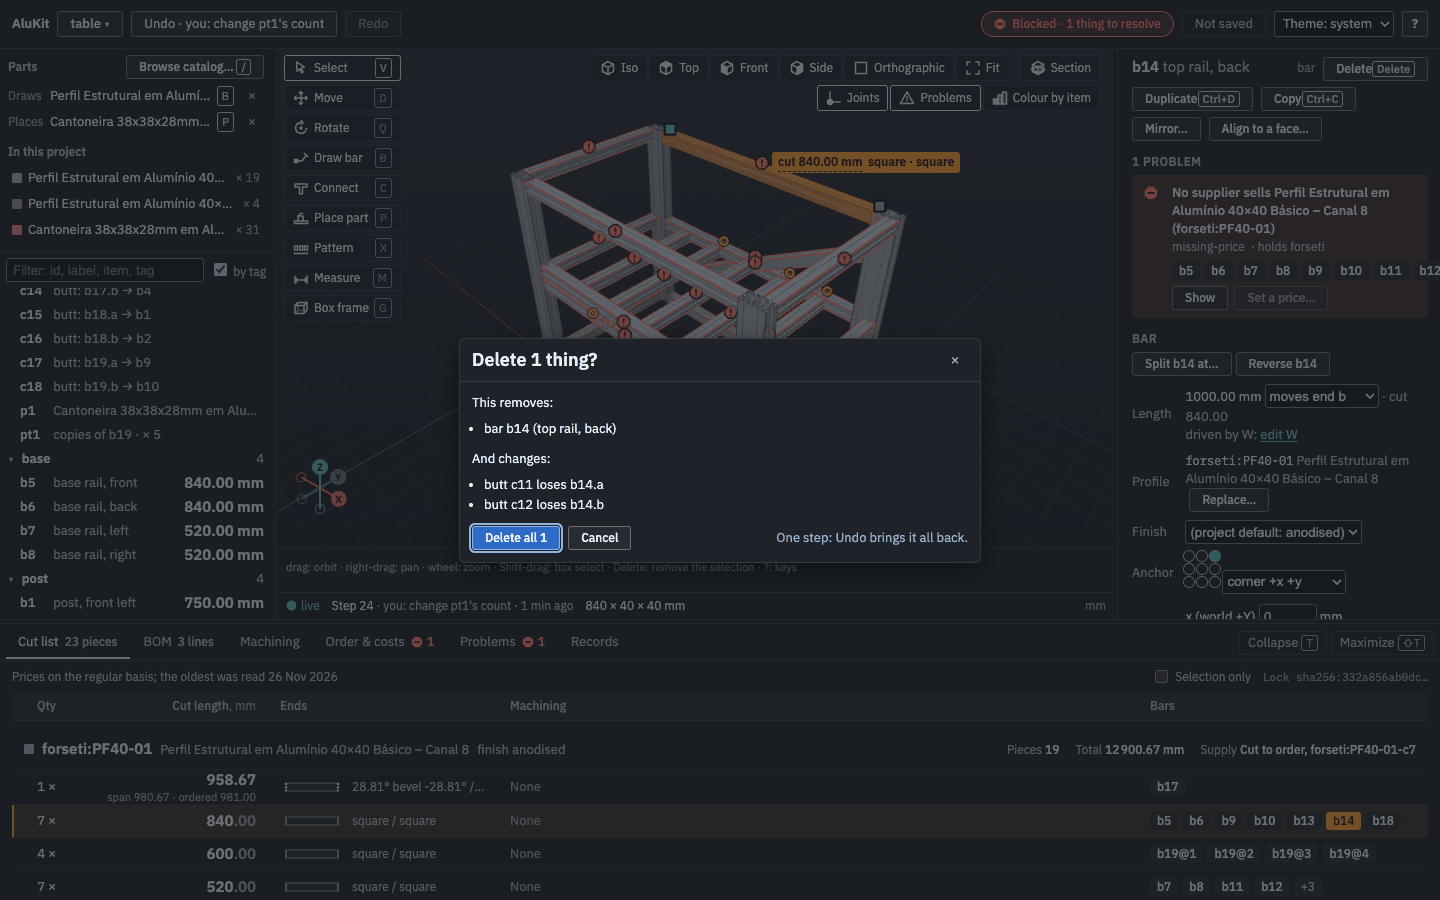 AluKit table ▾ Undo · you: change pt1's count Redo Blocked · 1 thing to resolve Not saved Theme: system ?
Parts Browse catalog... /
Draws Perfil Estrutural em Alumí... B ×
Places Cantoneira 38x38x28mm... P ×
In this project
Perfil Estrutural em Alumínio 40... × 19
Perfil Estrutural em Alumínio 40×... × 4
Cantoneira 38x38x28mm em Al... × 31
Filter: id, label, item, tag by tag
c14 butt: b17.b → b4
c15 butt: b18.a → b1
c16 butt: b18.b → b2
c17 butt: b19.a → b9
c18 butt: b19.b → b10
p1 Cantoneira 38x38x28mm em Alu...
pt1 copies of b19 · × 5
▾ base 4
b5 base rail, front 840.00 mm
b6 base rail, back 840.00 mm
b7 base rail, left 520.00 mm
b8 base rail, right 520.00 mm
▾ post 4
b1 post, front left 750.00 mm
Select V
Move D
Rotate Q
Draw bar B
Connect C
Place part P
Pattern X
Measure M
Box frame G
Iso Top Front Side Orthographic Fit Section
Joints Problems Colour by item
cut 840.00 mm square · square
Z
Y
X
drag: orbit · right-drag: pan · wheel: zoom · Shift-drag: box select · Delete: remove the selection · ?: keys
live Step 24 · you: change pt1's count · 1 min ago 840 × 40 × 40 mm mm
Delete 1 thing? ×
This removes:
• bar b14 (top rail, back)
And changes:
• butt c11 loses b14.a
• butt c12 loses b14.b
Delete all 1 Cancel One step: Undo brings it all back.
b14 top rail, back bar Delete Delete
Duplicate Ctrl+D Copy Ctrl+C
Mirror... Align to a face...
1 PROBLEM
No supplier sells Perfil Estrutural em
Alumínio 40×40 Básico – Canal 8
(forseti:PF40-01)
missing-price · holds forseti
b5 b6 b7 b8 b9 b10 b11 b12
Show Set a price...
BAR
Split b14 at... Reverse b14
Length 1000.00 mm moves end b · cut
840.00
driven by W: edit W
Profile forseti:PF40-01 Perfil Estrutural em
Alumínio 40×40 Básico – Canal 8
Replace...
Finish (project default: anodised)
Anchor corner +x +y
x (world +Y) 0 mm
Cut list 23 pieces BOM 3 lines Machining Order & costs 1 Problems 1 Records Collapse T Maximize ⇧T
Prices on the regular basis; the oldest was read 26 Nov 2026 Selection only Lock sha256:332a856ab0dc…
Qty Cut length, mm Ends Machining Bars
forseti:PF40-01 Perfil Estrutural em Alumínio 40×40 Básico – Canal 8 finish anodised Pieces 19 Total 12 900.67 mm Supply Cut to order, forseti:PF40-01-c7
1 × 958.67 28.81° bevel -28.81° /... None b17
span 980.67 · ordered 981.00
7 × 840.00 square / square None b5 b6 b9 b10 b13 b14 b18
4 × 600.00 square / square None b19@1 b19@2 b19@3 b19@4
7 × 520.00 square / square None b7 b8 b11 b12 +3